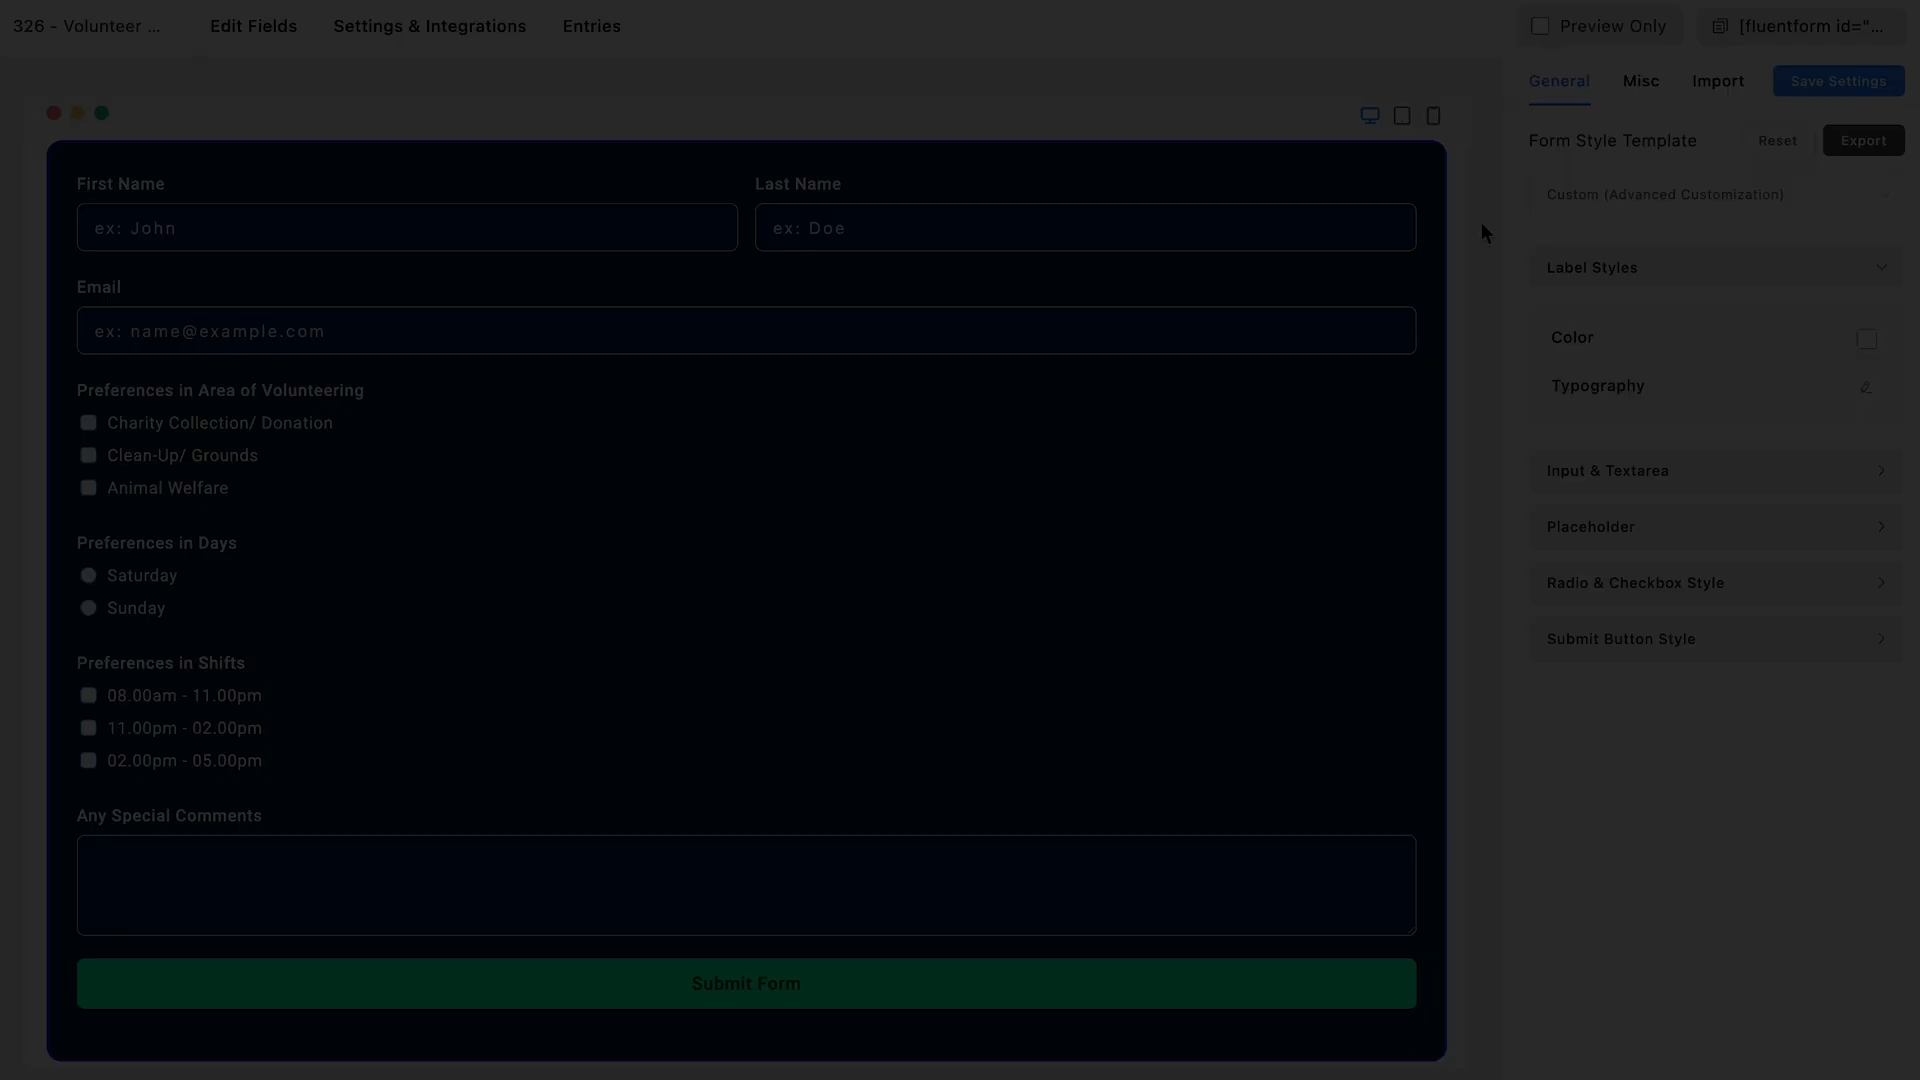 326 - Volunteer ...
Edit Fields
Settings & Integrations
Entries
Preview Only
[fluentform id="...
General
Misc
Import
Save Settings
Form Style Template
Reset
Export
Custom (Advanced Customization)
Label Styles
Color
Typography
Input & Textarea
Placeholder
Radio & Checkbox Style
Submit Button Style
First Name
Last Name
ex: John
ex: Doe
Email
ex: name@example.com
Preferences in Area of Volunteering
Charity Collection/ Donation
Clean-Up/ Grounds
Animal Welfare
Preferences in Days
Saturday
Sunday
Preferences in Shifts
08.00am - 11.00pm
11.00pm - 02.00pm
02.00pm - 05.00pm
Any Special Comments
Submit Form